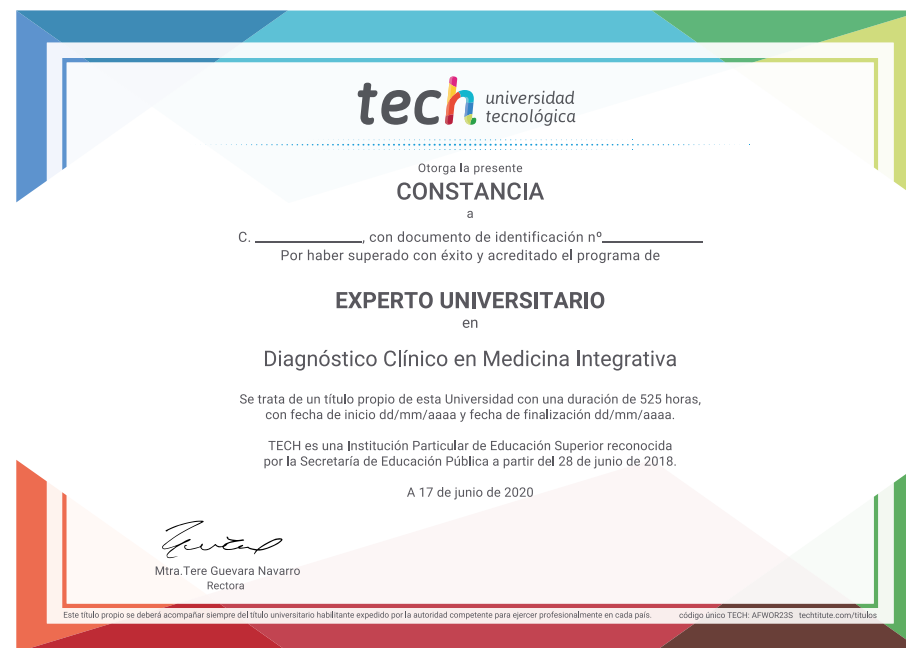 tech universidad
tecnológica
Otorga la presente
CONSTANCIA
a
C. ____________, con documento de identificación nº____________
Por haber superado con éxito y acreditado el programa de
EXPERTO UNIVERSITARIO
en
Diagnóstico Clínico en Medicina Integrativa
Se trata de un título propio de esta Universidad con una duración de 525 horas,
con fecha de inicio dd/mm/aaaa y fecha de finalización dd/mm/aaaa.
TECH es una Institución Particular de Educación Superior reconocida
por la Secretaría de Educación Pública a partir del 28 de junio de 2018.
A 17 de junio de 2020
Mtra.Tere Guevara Navarro
Rectora
Este título propio se deberá acompañar siempre del título universitario habilitante expedido por la autoridad competente para ejercer profesionalmente en cada país. código único TECH: AFWOR23S techtitute.com/titulos